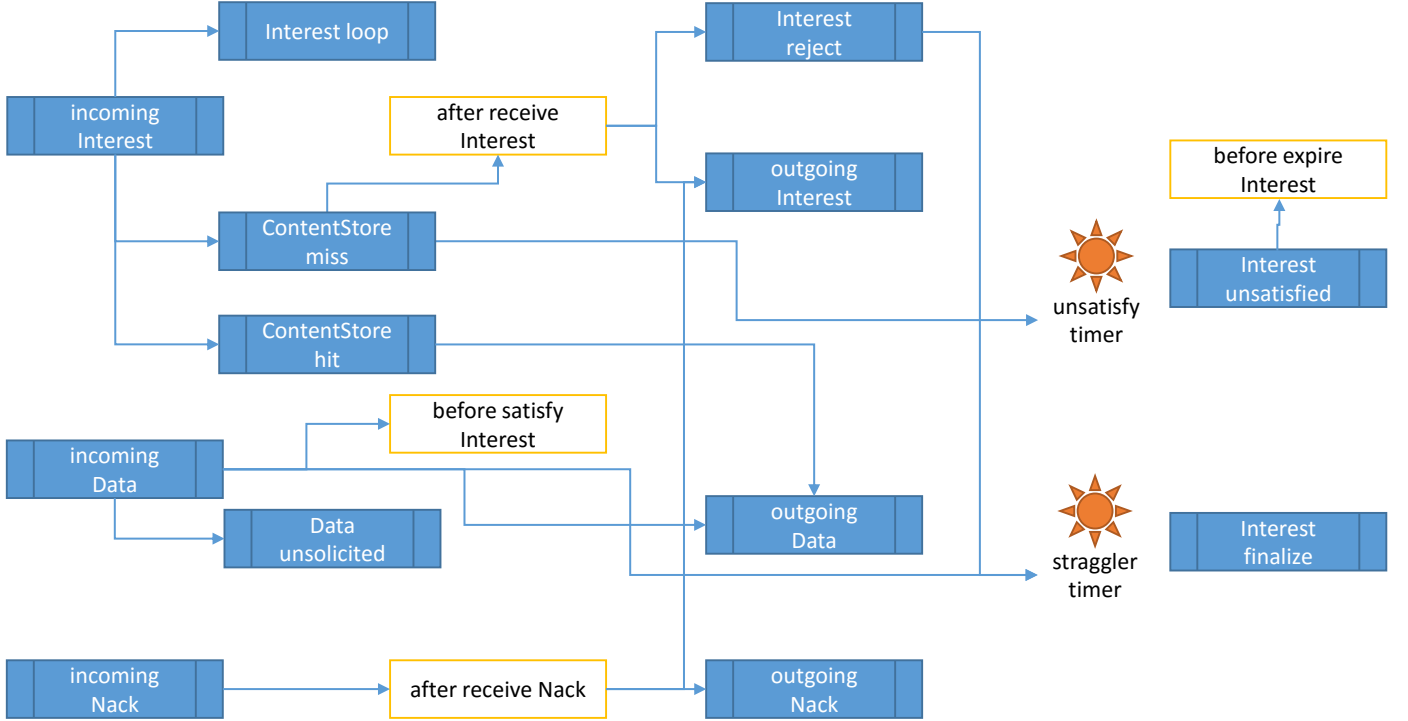 Interest loop
Interest
reject
incoming
Interest
after receive
Interest
outgoing
Interest
before expire
Interest
ContentStore
miss
Interest
unsatisfied
unsatisfy
timer
ContentStore
hit
before satisfy
Interest
incoming
Data
Data
unsolicited
outgoing
Data
straggler
timer
Interest
finalize
incoming
Nack
after receive Nack
outgoing
Nack